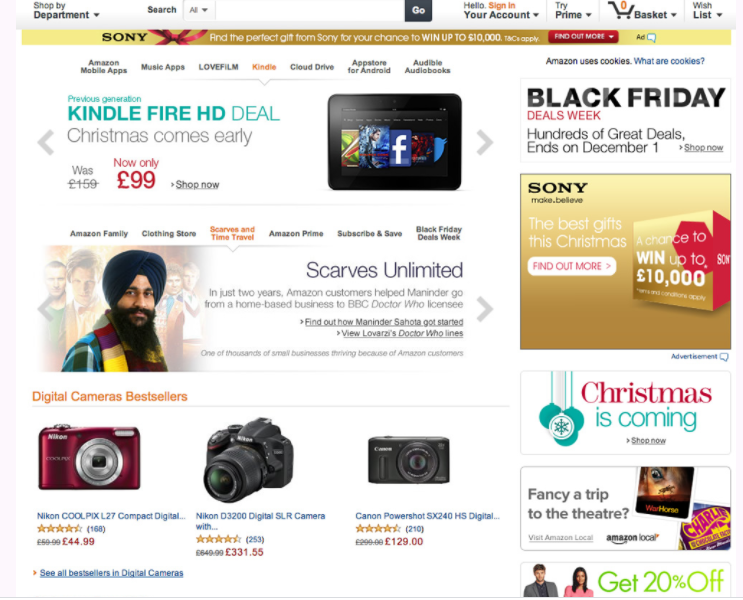 Shop by
Department
Search
All
Go
Hello. Sign in
Your Account
Try
Prime
0
Basket
Wish
List
SONY
Find the perfect gift from Sony for your chance to WIN UP TO £10,000. T&Cs apply.
FIND OUT MORE
Ad
Amazon
Mobile Apps
Music Apps
LOVEFiLM
Kindle
Cloud Drive
Appstore
for Android
Audible
Audiobooks
Amazon uses cookies. What are cookies?
Previous generation
KINDLE FIRE HD DEAL
Christmas comes early
Was
£159
Now only
£99
› Shop now
BLACK FRIDAY
DEALS WEEK
Hundreds of Great Deals,
Ends on December 1
› Shop now
Amazon Family
Clothing Store
Scarves and
Time Travel
Amazon Prime
Subscribe & Save
Black Friday
Deals Week
Scarves Unlimited
In just two years, Amazon customers helped Maninder go
from a home-based business to BBC Doctor Who licensee
› Find out how Maninder Sahota got started
› View Lovarzi's Doctor Who lines
One of thousands of small businesses thriving because of Amazon customers
SONY
make.believe
The best gifts
this Christmas
FIND OUT MORE >
A chance to
WIN up to
£10,000
Terms and conditions apply
SON
Advertisement
Digital Cameras Bestsellers
Nikon
COOLPIX
Nikon
Canon
Nikon COOLPIX L27 Compact Digital...
(168)
£59.99 £44.99
Nikon D3200 Digital SLR Camera
with...
(253)
£649.99 £331.55
Canon Powershot SX240 HS Digital...
(210)
£299.00 £129.00
› See all bestsellers in Digital Cameras
Christmas
is coming
› Shop now
Fancy a trip
to the theatre?
Visit Amazon Local
amazon local
WarHorse
CHARLIE
Get 20% Off